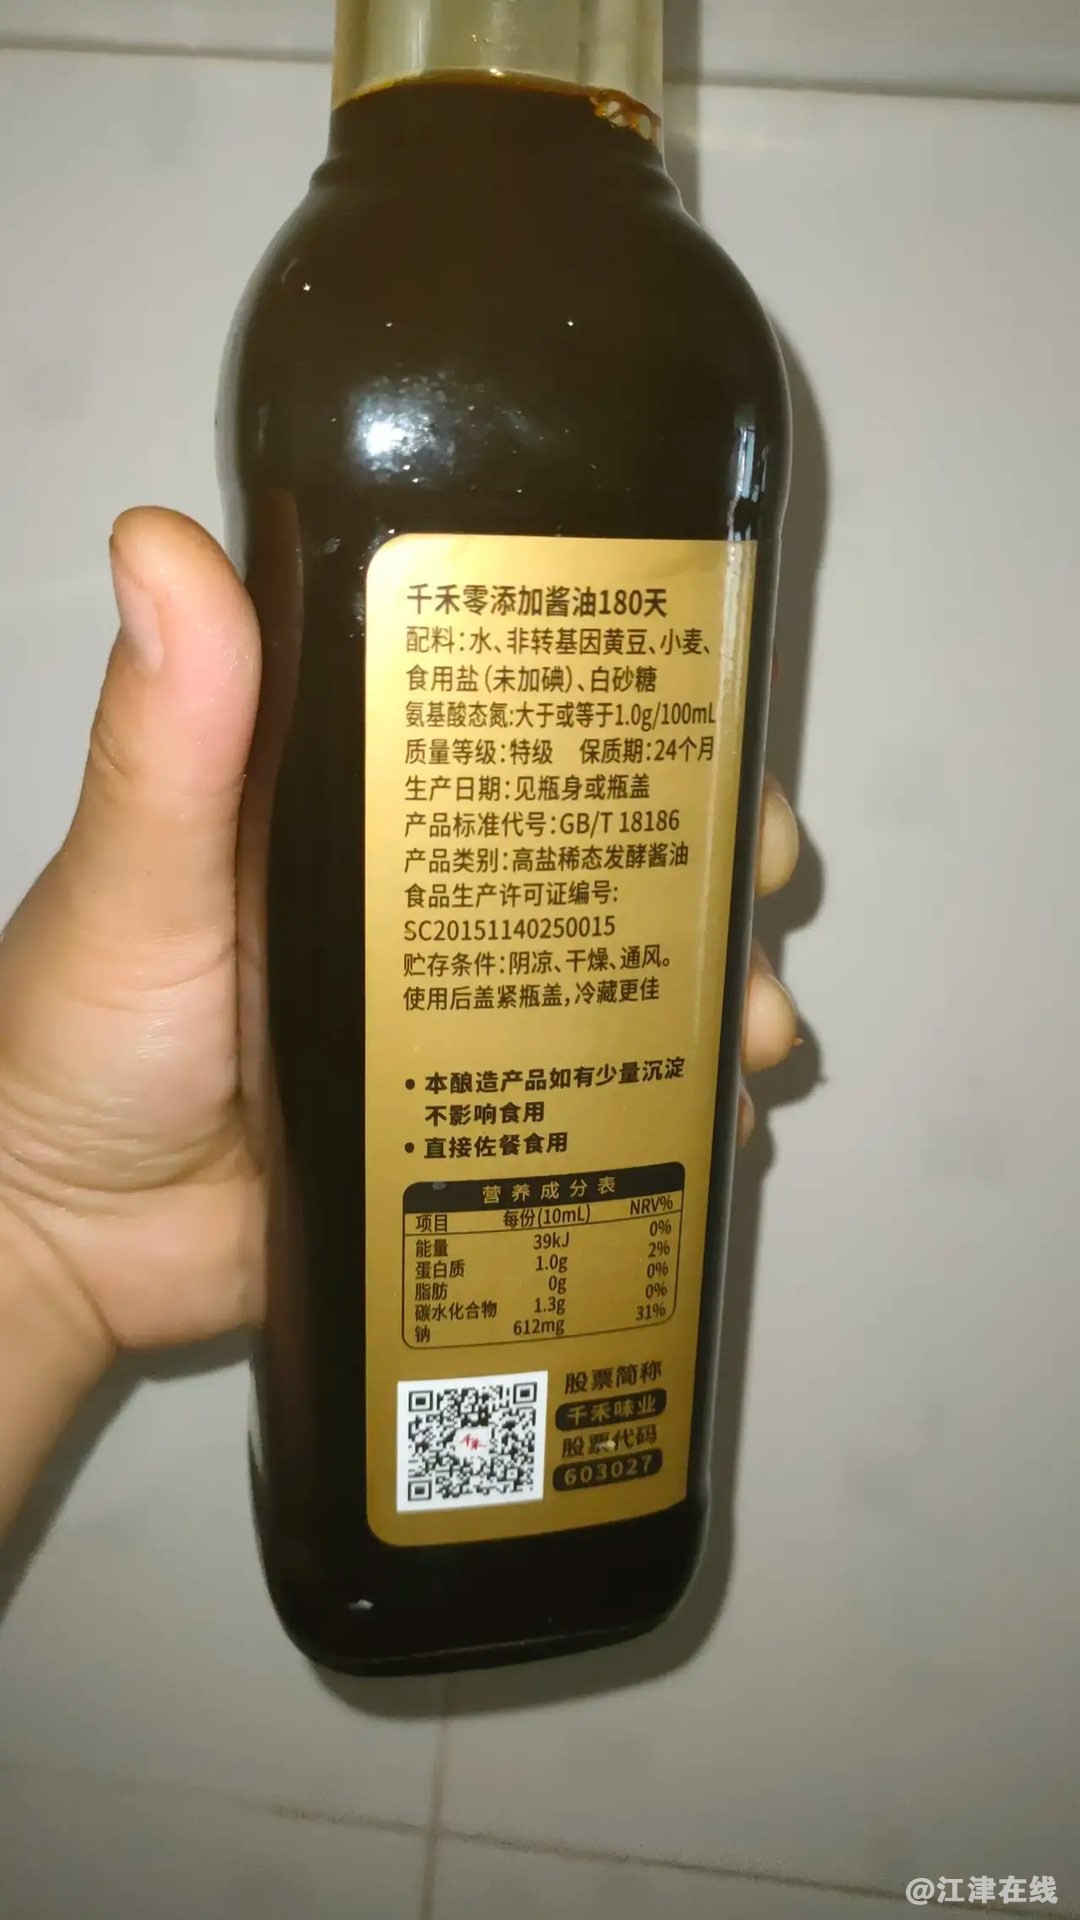 千禾零添加酱油180天
配料:水、非转基因黄豆、小麦、
食用盐(未加碘)、白砂糖
氨基酸态氮:大于或等于1.0g/100mL
质量等级:特级 保质期:24个月
生产日期:见瓶身或瓶盖
产品标准代号:GB/T 18186
产品类别:高盐稀态发酵酱油
食品生产许可证编号:
SC20151140250015
贮存条件:阴凉、干燥、通风。
使用后盖紧瓶盖,冷藏更佳
• 本酿造产品如有少量沉淀
不影响食用
• 直接佐餐食用
营养成分表
项目 每份(10mL) NRV%
能量 39kJ 0%
蛋白质 1.0g 2%
脂肪 0g 0%
碳水化合物 1.3g 0%
钠 612mg 31%
股票简称
千禾味业
股票代码
603027
千禾
@江津在线